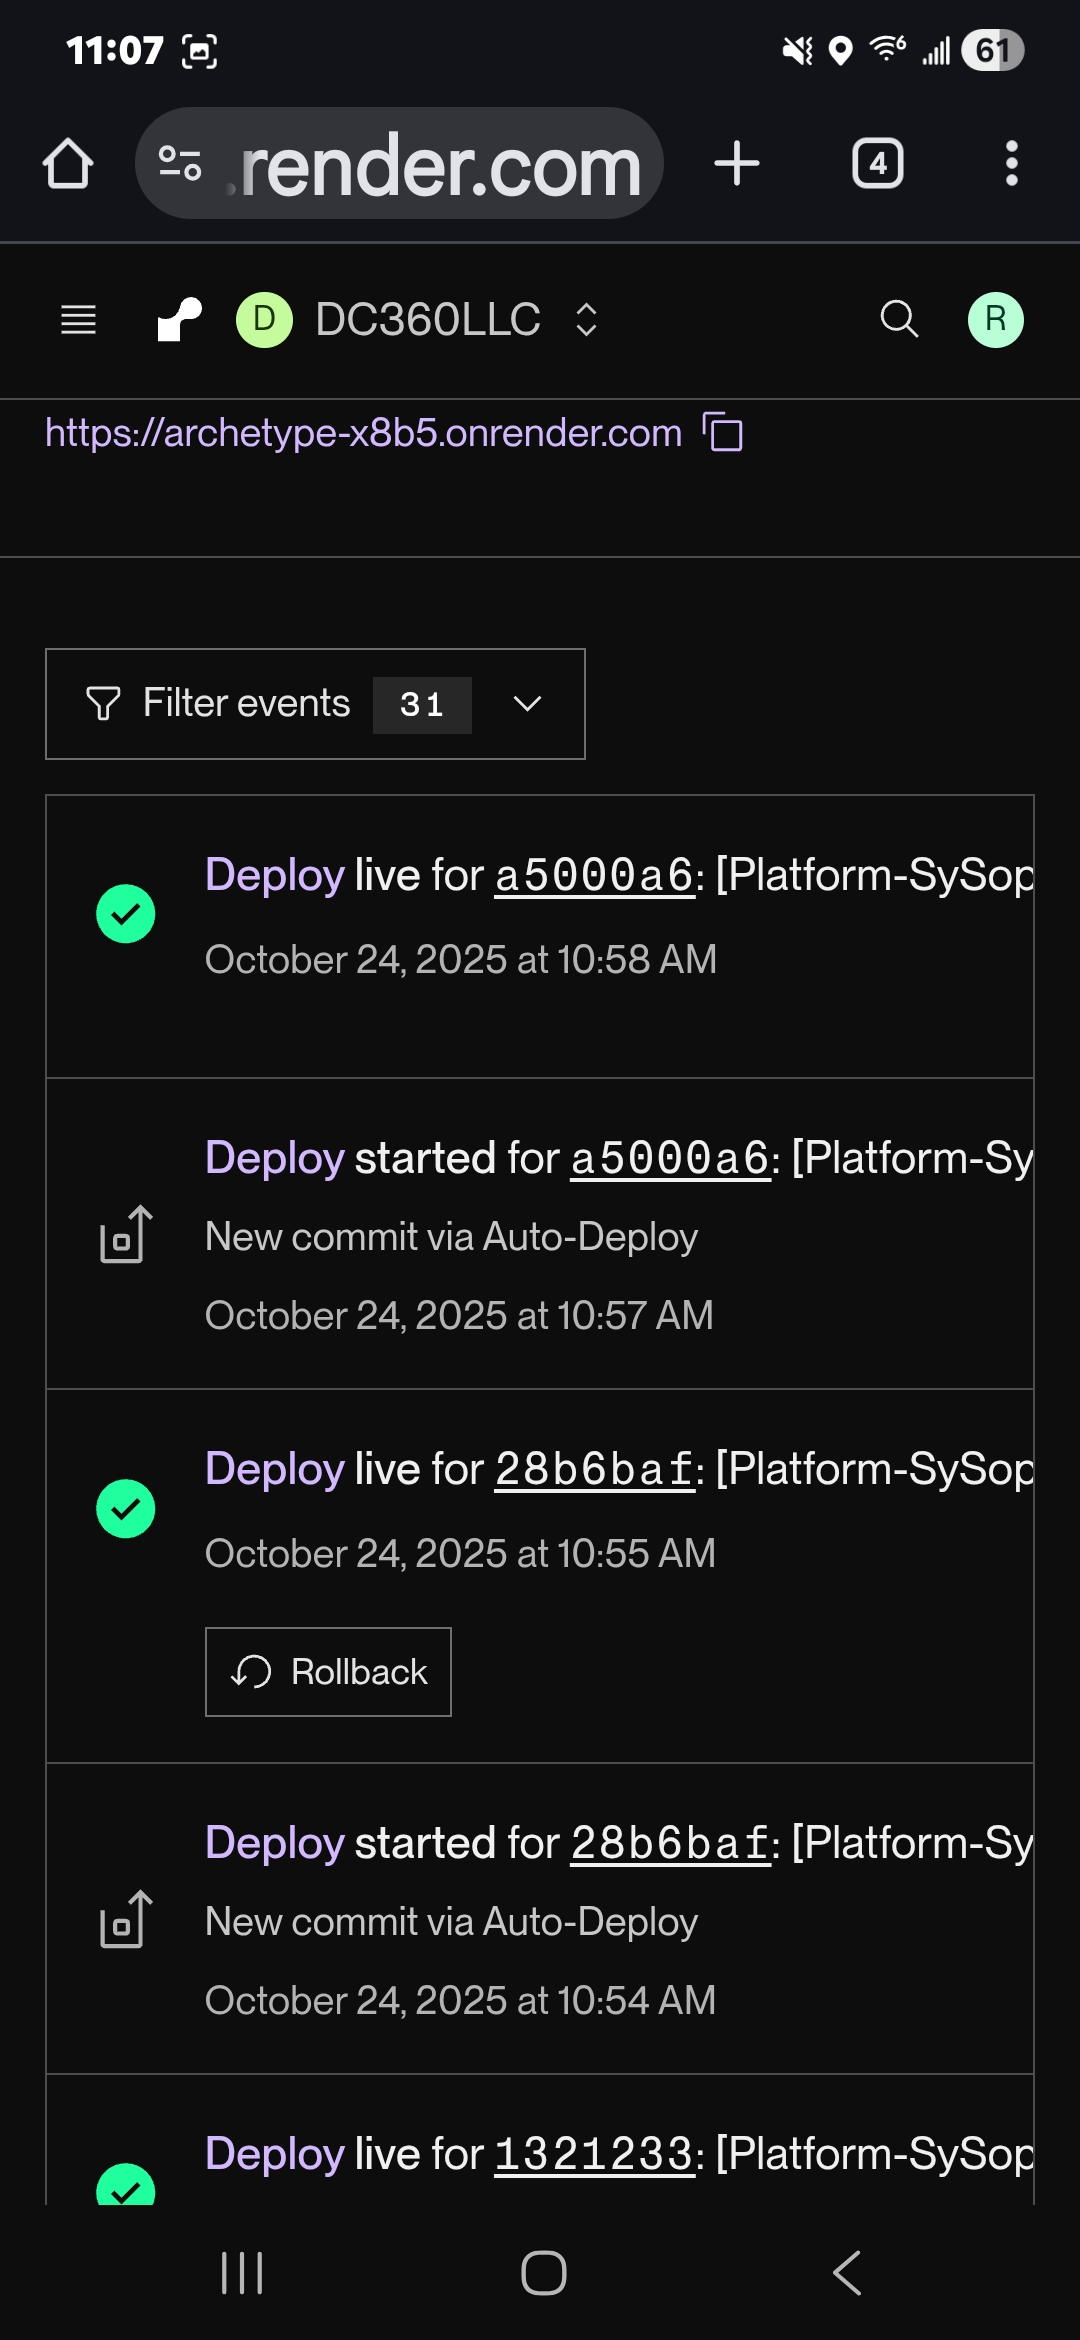 11:07
61
.render.com
4
D DC360LLC
R
https://archetype-x8b5.onrender.com
Filter events 31
Deploy live for a5000a6: [Platform-SySop
October 24, 2025 at 10:58 AM
Deploy started for a5000a6: [Platform-Sy
New commit via Auto-Deploy
October 24, 2025 at 10:57 AM
Deploy live for 28b6baf: [Platform-SySop
October 24, 2025 at 10:55 AM
Rollback
Deploy started for 28b6baf: [Platform-Sy
New commit via Auto-Deploy
October 24, 2025 at 10:54 AM
Deploy live for 1321233: [Platform-SySop